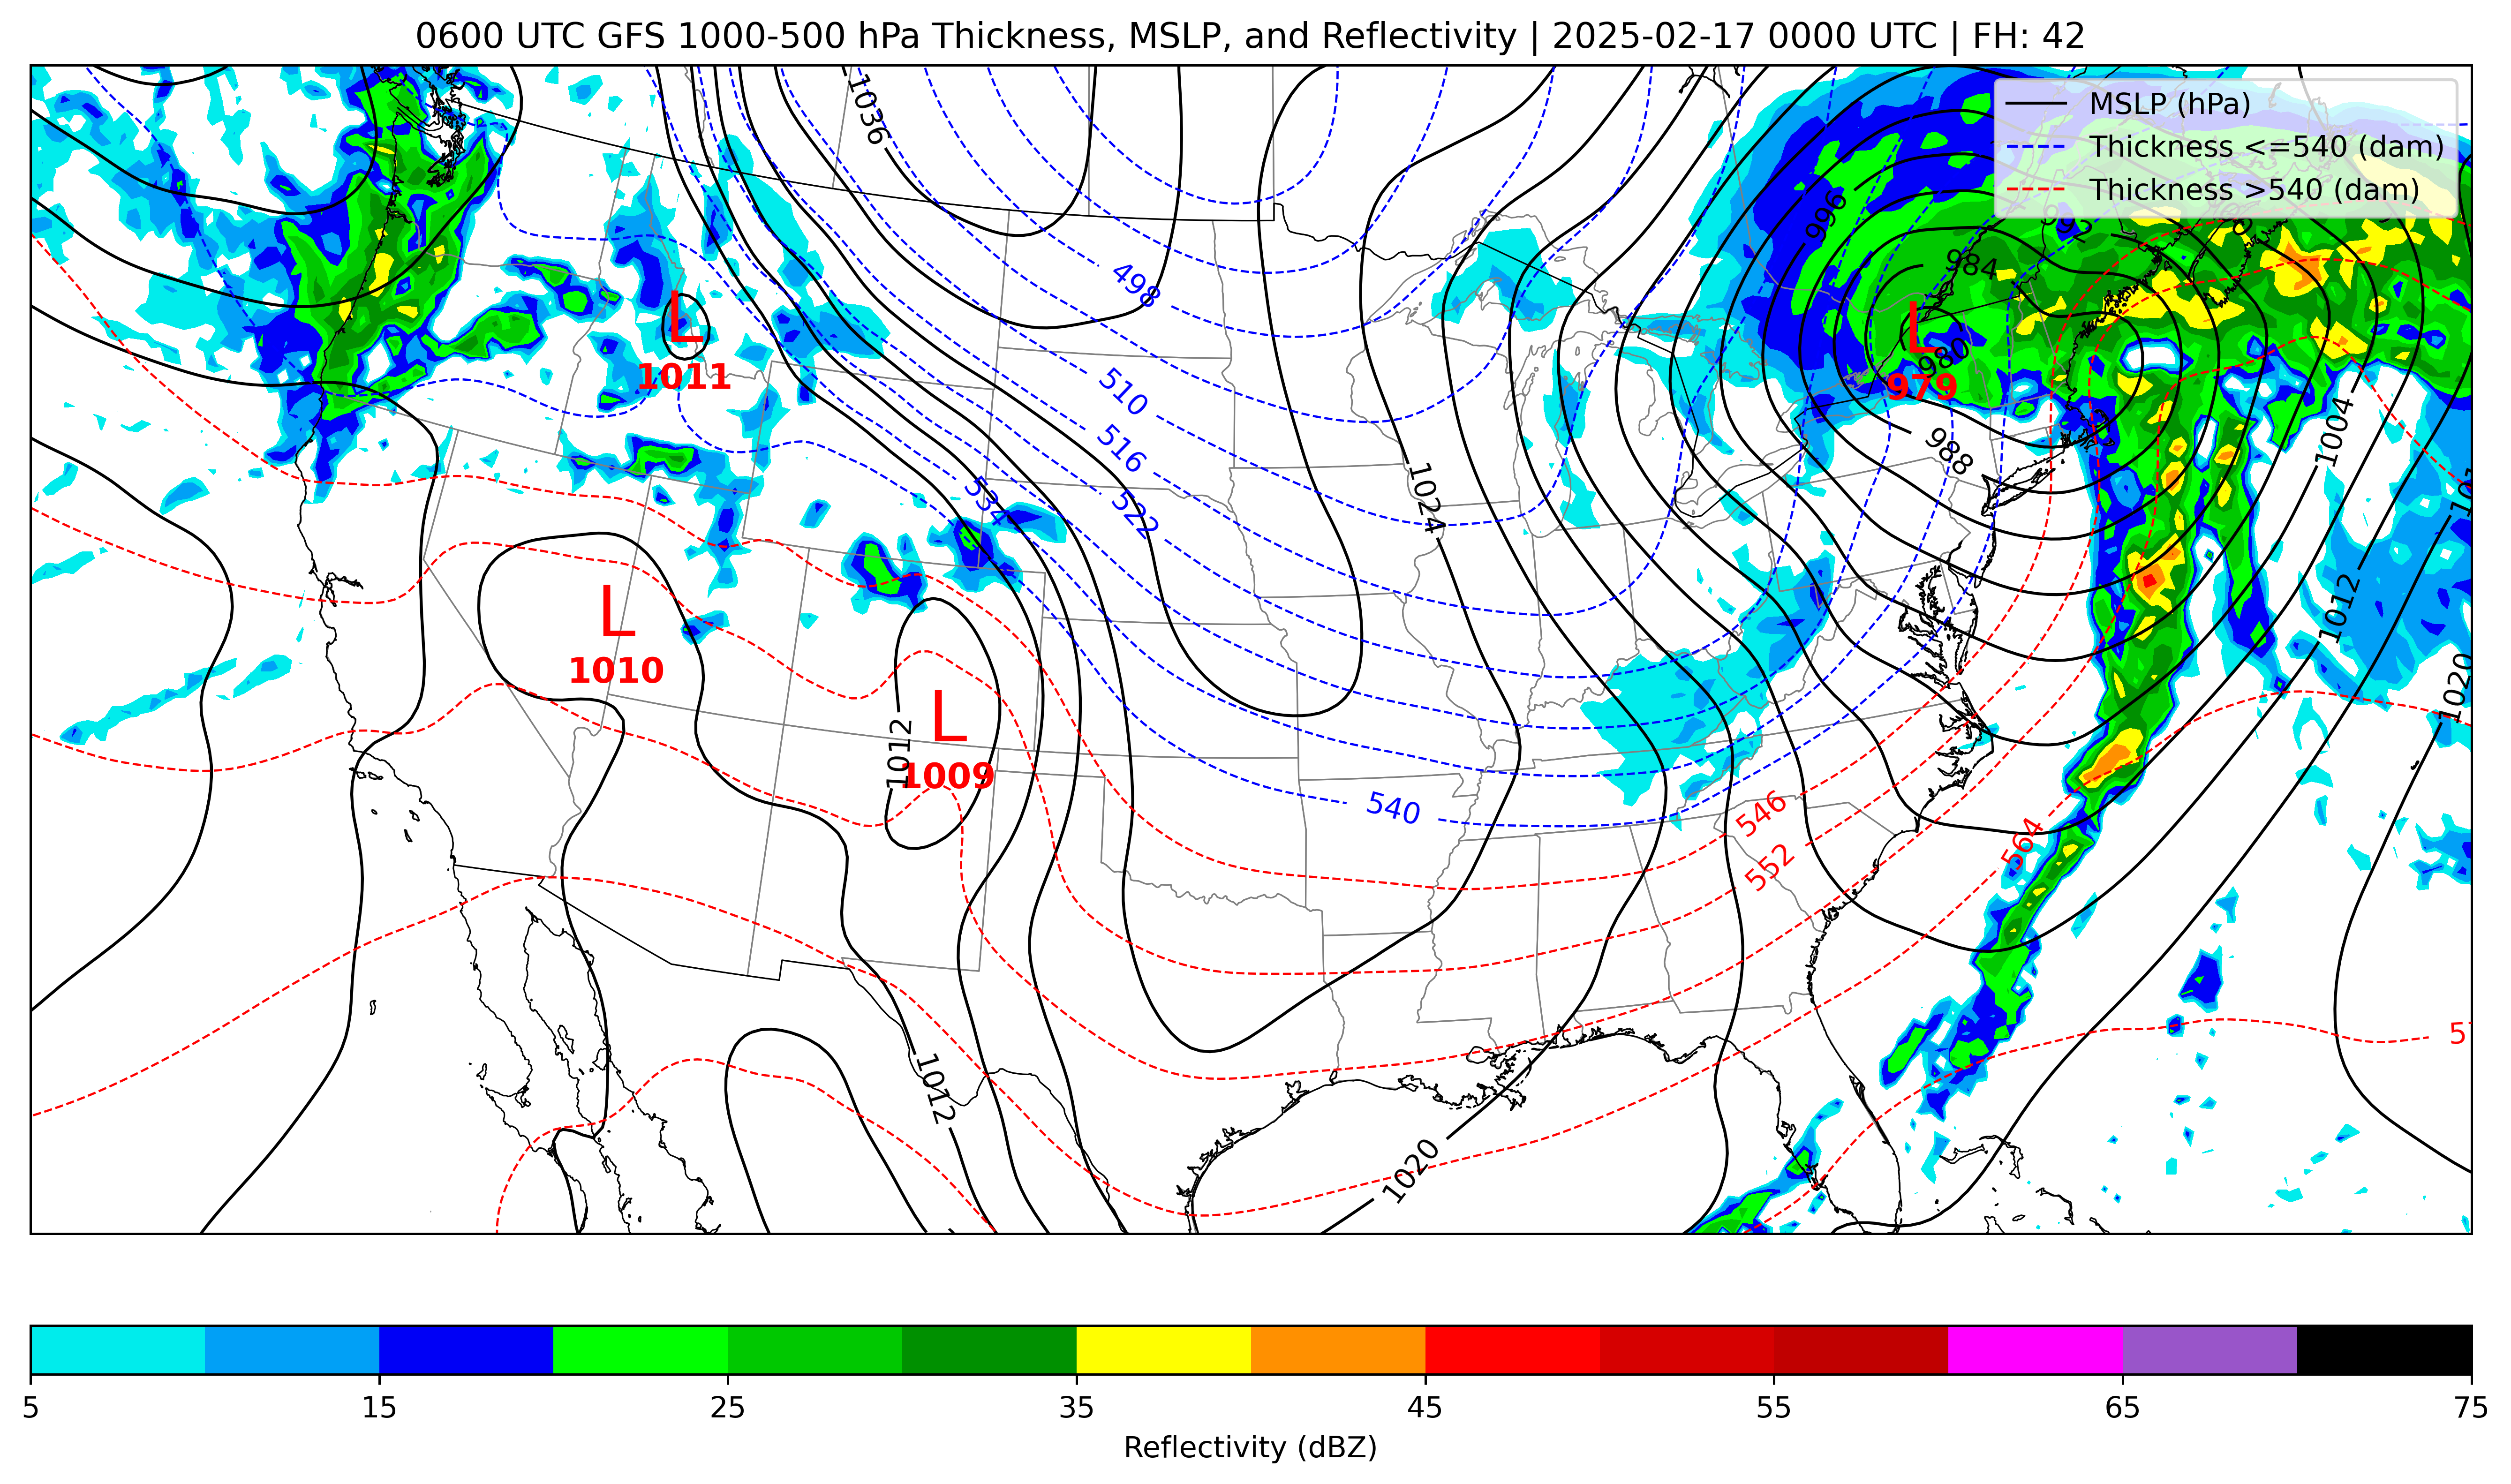 0600 UTC GFS 1000-500 hPa Thickness, MSLP, and Reflectivity | 2025-02-17 0000 UTC | FH: 42
MSLP (hPa)
Thickness <=540 (dam)
Thickness >540 (dam)
1036
996
992
984
498
L
1011
L
980
979
510
516
522
534
1024
988
1004
1012
1020
L
1010
L
1012
1009
540
546
552
564
1012
1020
5
5 15 25 35 45 55 65 75
Reflectivity (dBZ)